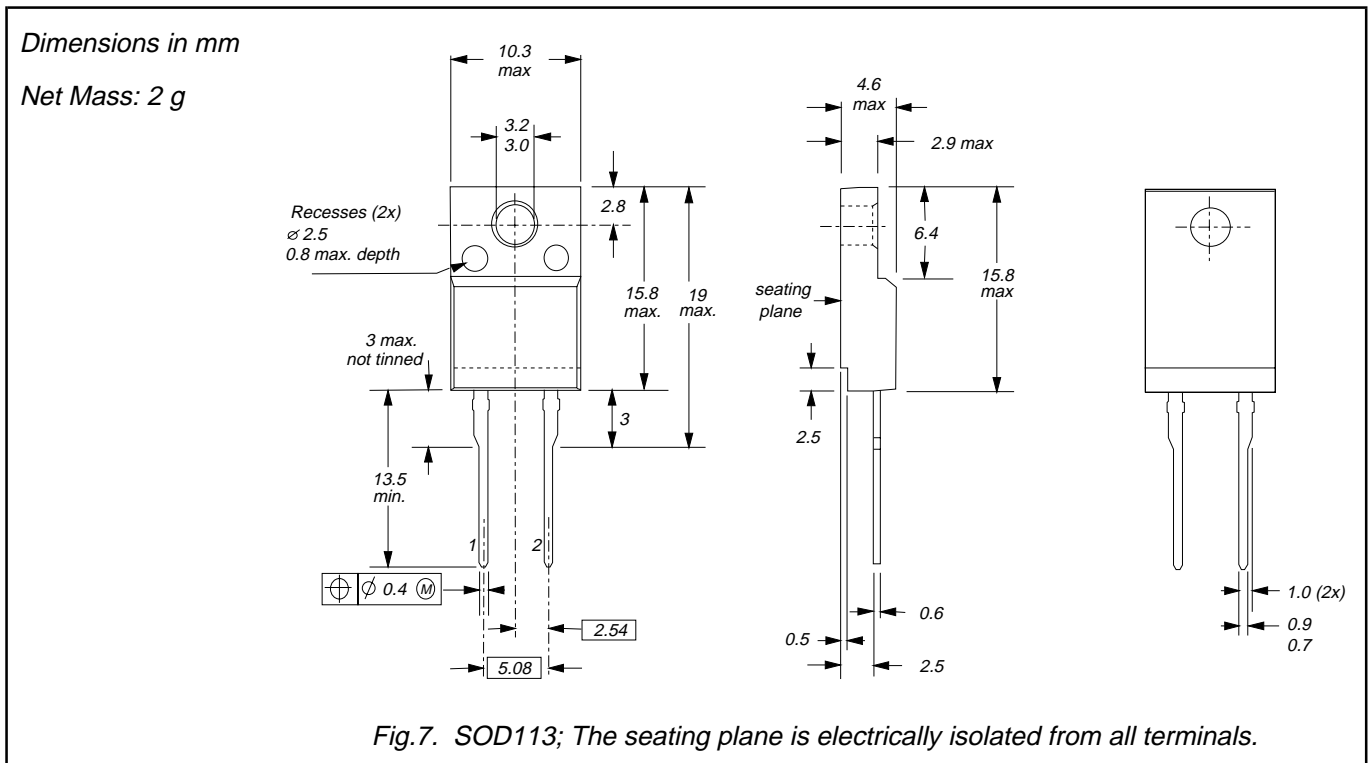 Dimensions in mm
Net Mass: 2 g
10.3
max
3.2
3.0
Recesses (2x)
⌀ 2.5
0.8 max. depth
2.8
15.8
max.
19
max.
3 max.
not tinned
3
13.5
min.
1
2
⌀ 0.4 Ⓜ
2.54
5.08
4.6
max
2.9 max
6.4
15.8
max
seating
plane
2.5
0.6
0.5
2.5
1.0 (2x)
0.9
0.7
Fig.7. SOD113; The seating plane is electrically isolated from all terminals.